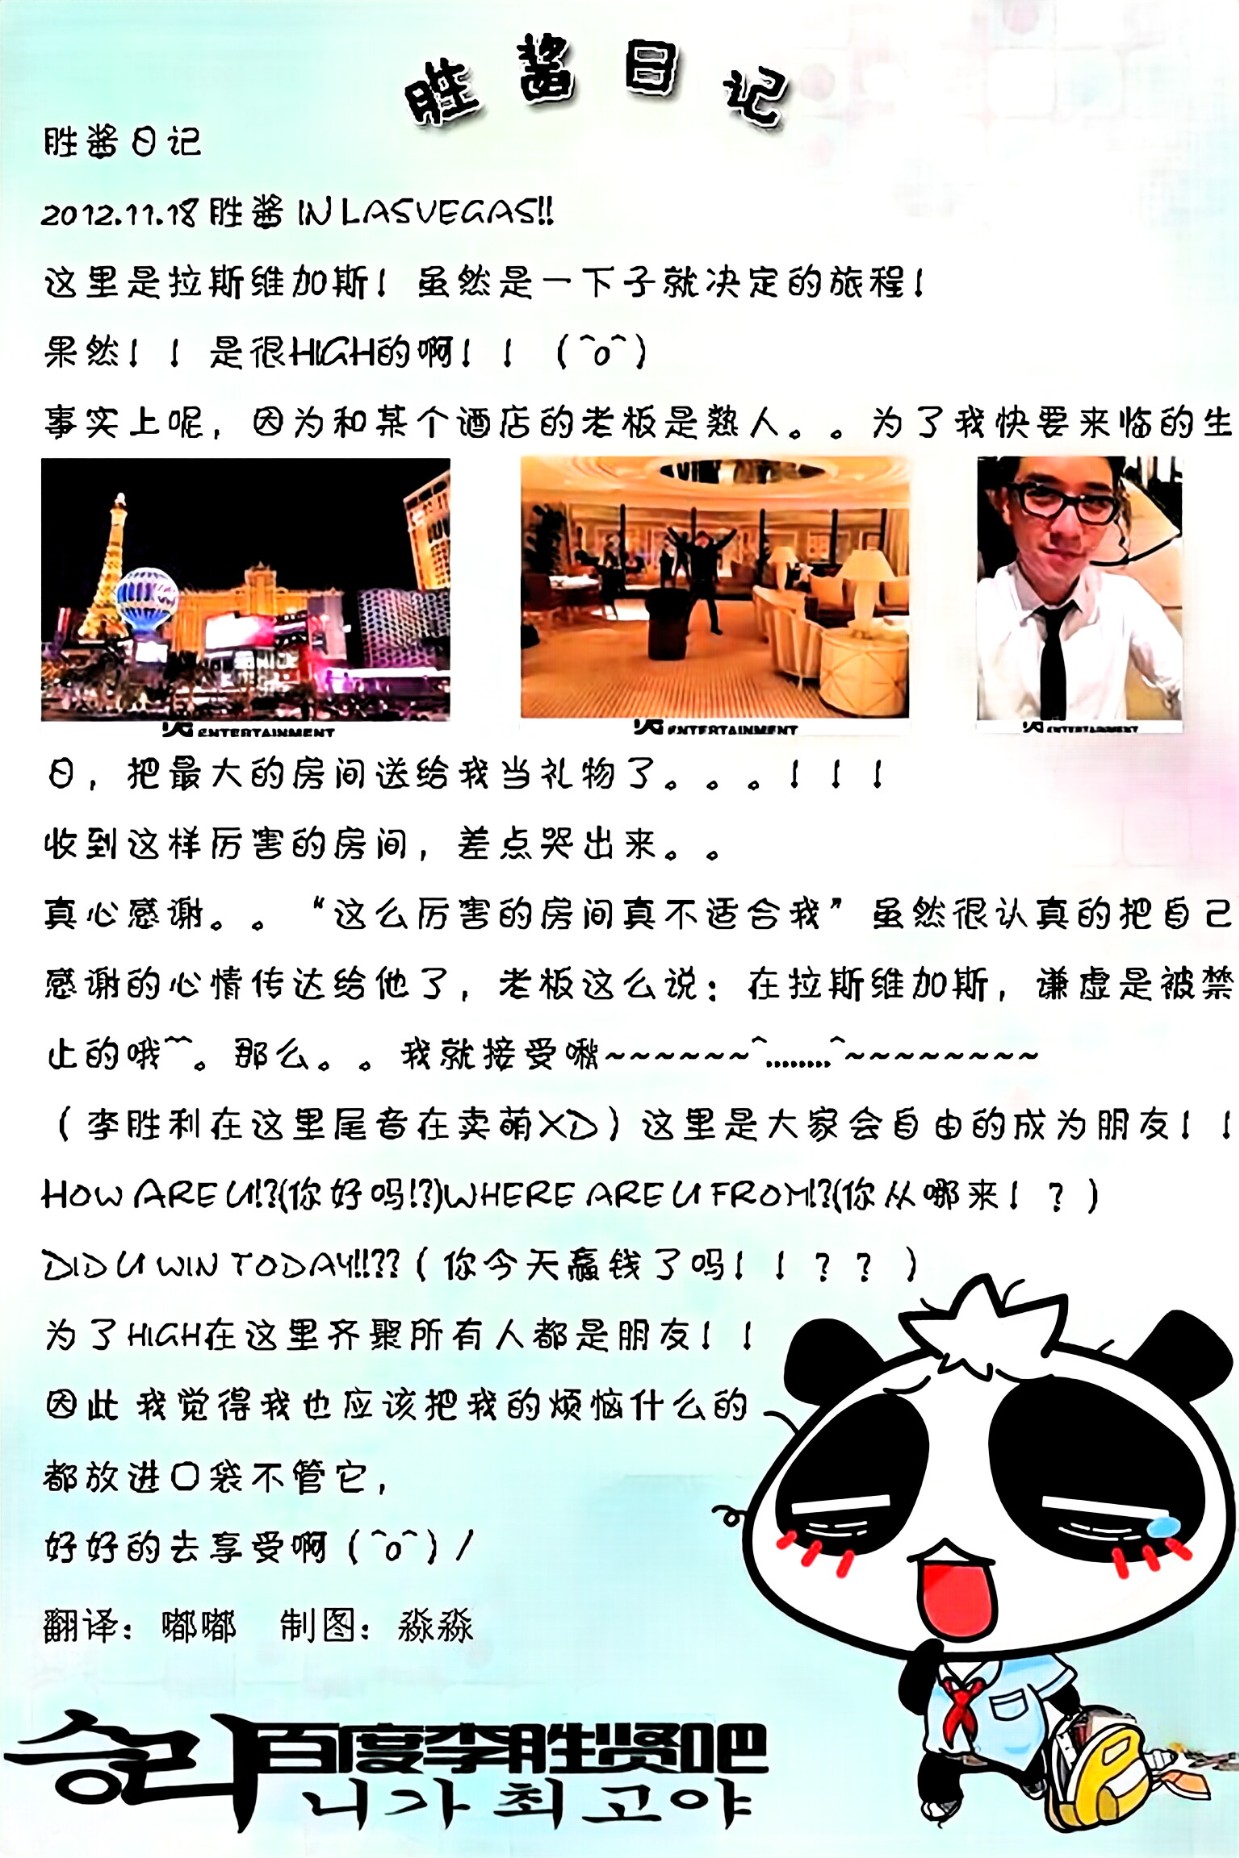 胜酱日记
胜酱日记
2012.11.18 胜酱 IN LASVEGAS!!
这里是拉斯维加斯！虽然是一下子就决定的旅程！
果然！！是很HIGH的啊！！（^o^）
事实上呢，因为和某个酒店的老板是熟人。。为了我快要来临的生
YG ENTERTAINMENT
YG ENTERTAINMENT
YG ENTERTAINMENT
日，把最大的房间送给我当礼物了。。。！！！
收到这样厉害的房间，差点哭出来。。
真心感谢。。“这么厉害的房间真不适合我”虽然很认真的把自己
感谢的心情传达给他了，老板这么说：在拉斯维加斯，谦虚是被禁
止的哦~~。那么。。我就接受啾~~~~~~^........^~~~~~~~~
（李胜利在这里尾音在卖萌XD）这里是大家会自由的成为朋友！！
HOW ARE U!?(你好吗!?)WHERE ARE U FROM!?(你从哪来！？)
DID U WIN TODAY!!??（你今天赢钱了吗！！？？）
为了HIGH在这里齐聚所有人都是朋友！！
因此 我觉得我也应该把我的烦恼什么的
都放进口袋不管它，
好好的去享受啊（^o^）/
翻译：嘟嘟 制图：淼淼
승리百度李胜贤吧
니가최고야